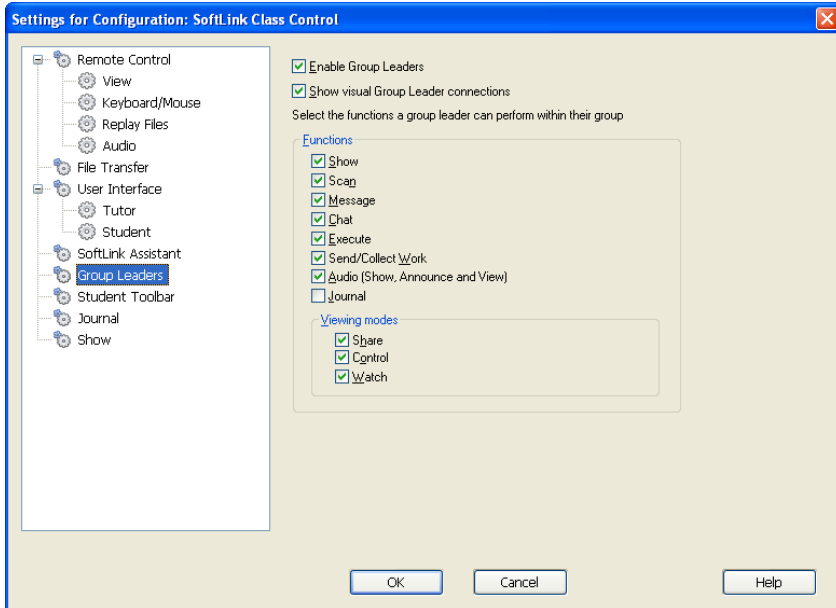 Settings for Configuration: SoftLink Class Control
Remote Control
View
Keyboard/Mouse
Replay Files
Audio
File Transfer
User Interface
Tutor
Student
SoftLink Assistant
Group Leaders
Student Toolbar
Journal
Show
Enable Group Leaders
Show visual Group Leader connections
Select the functions a group leader can perform within their group
Functions
Show
Scan
Message
Chat
Execute
Send/Collect Work
Audio (Show, Announce and View)
Journal
Viewing modes
Share
Control
Watch
OK
Cancel
Help